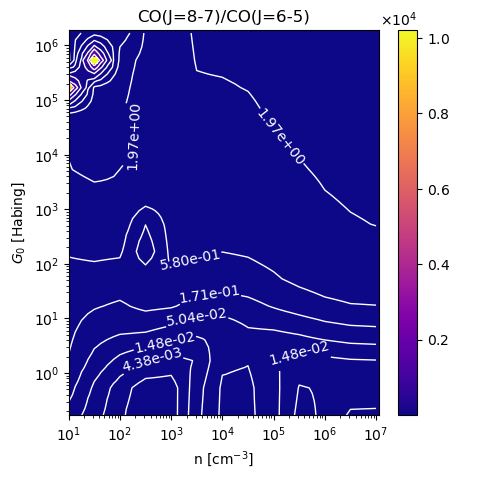 CO(J=8-7)/CO(J=6-5)
×10⁴
10⁶
10⁵
10⁴
10³
10²
10¹
10⁰
G₀ [Habing]
1.97e+00
1.97e+00
5.80e-01
1.71e-01
5.04e-02
1.48e-02
4.38e-03
1.48e-02
10¹ 10² 10³ 10⁴ 10⁵ 10⁶ 10⁷
n [cm⁻³]
1.0
0.8
0.6
0.4
0.2